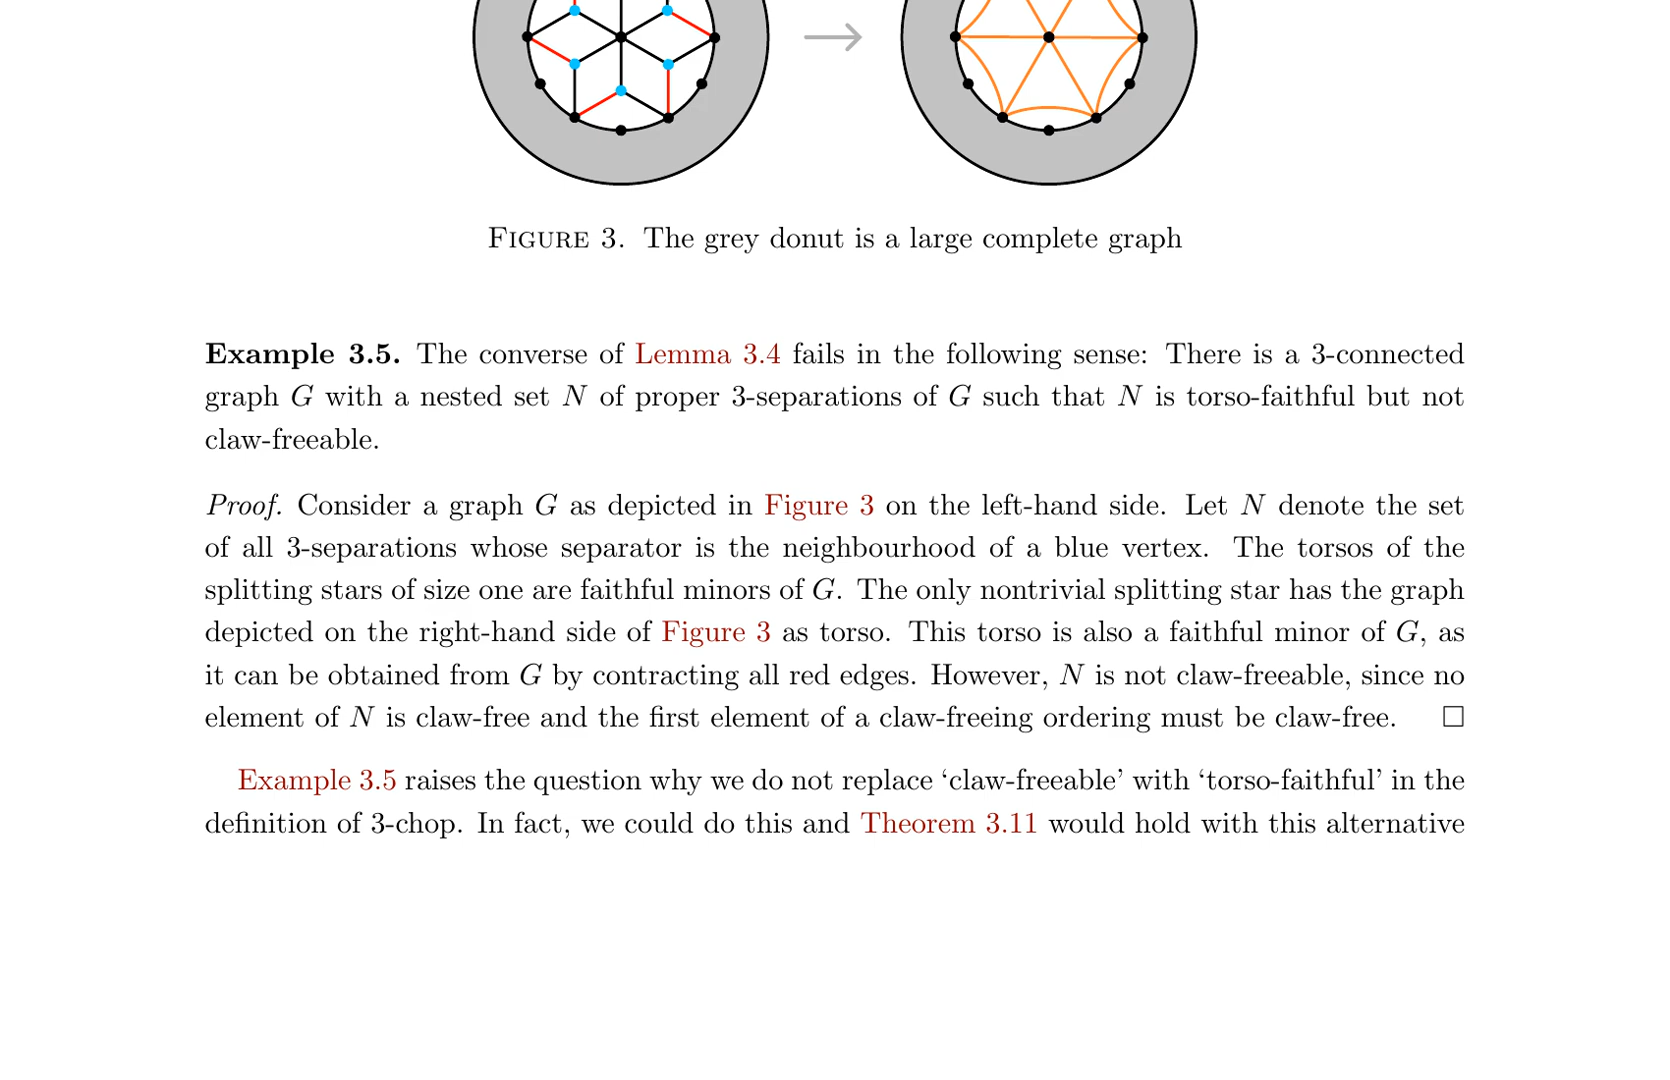 FIGURE 3. The grey donut is a large complete graph
Example 3.5. The converse of Lemma 3.4 fails in the following sense: There is a 3-connected
graph G with a nested set N of proper 3-separations of G such that N is torso-faithful but not
claw-freeable.
Proof. Consider a graph G as depicted in Figure 3 on the left-hand side. Let N denote the set
of all 3-separations whose separator is the neighbourhood of a blue vertex. The torsos of the
splitting stars of size one are faithful minors of G. The only nontrivial splitting star has the graph
depicted on the right-hand side of Figure 3 as torso. This torso is also a faithful minor of G, as
it can be obtained from G by contracting all red edges. However, N is not claw-freeable, since no
element of N is claw-free and the first element of a claw-freeing ordering must be claw-free. □
Example 3.5 raises the question why we do not replace ‘claw-freeable’ with ‘torso-faithful’ in the
definition of 3-chop. In fact, we could do this and Theorem 3.11 would hold with this alternative